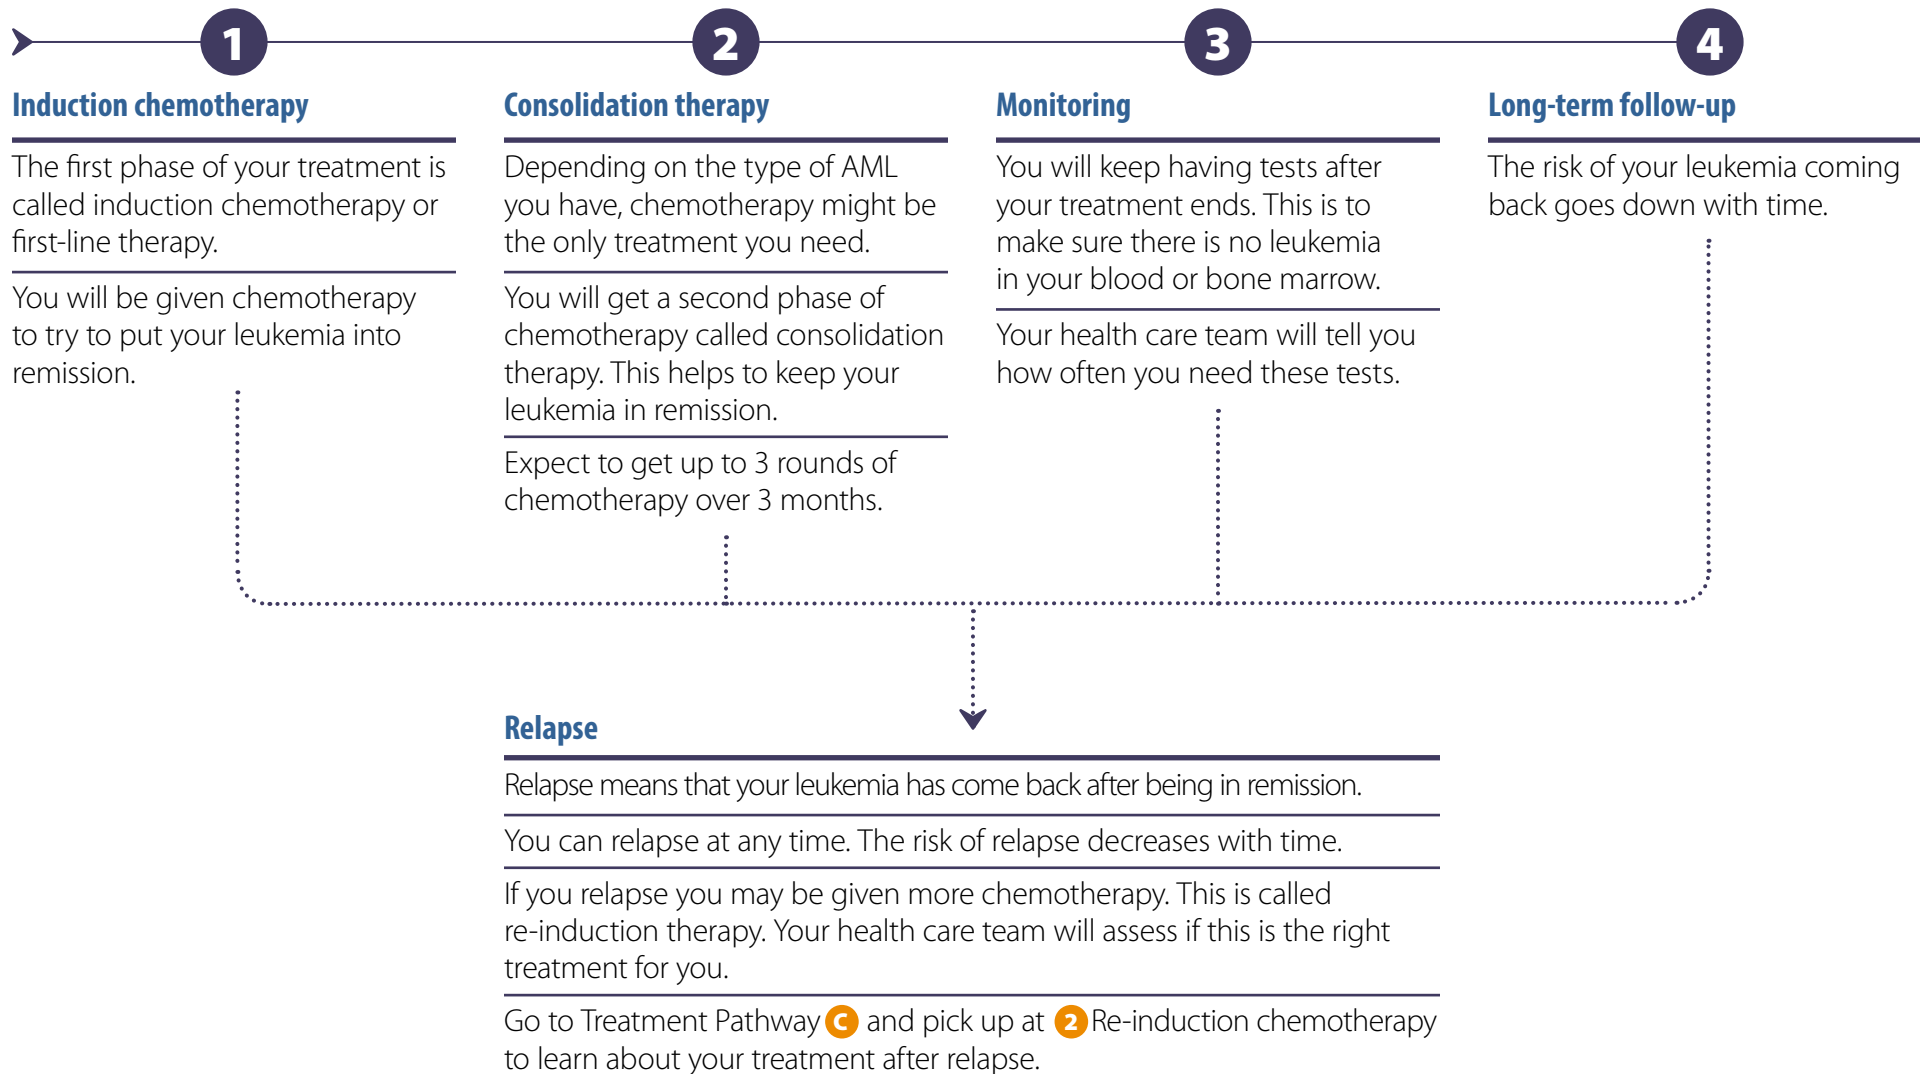 1
Induction chemotherapy
The first phase of your treatment is
called induction chemotherapy or
first-line therapy.
You will be given chemotherapy
to try to put your leukemia into
remission.
2
Consolidation therapy
Depending on the type of AML
you have, chemotherapy might be
the only treatment you need.
You will get a second phase of
chemotherapy called consolidation
therapy. This helps to keep your
leukemia in remission.
Expect to get up to 3 rounds of
chemotherapy over 3 months.
3
Monitoring
You will keep having tests after
your treatment ends. This is to
make sure there is no leukemia
in your blood or bone marrow.
Your health care team will tell you
how often you need these tests.
4
Long-term follow-up
The risk of your leukemia coming
back goes down with time.
Relapse
Relapse means that your leukemia has come back after being in remission.
You can relapse at any time. The risk of relapse decreases with time.
If you relapse you may be given more chemotherapy. This is called
re-induction therapy. Your health care team will assess if this is the right
treatment for you.
Go to Treatment Pathway C and pick up at 2 Re-induction chemotherapy
to learn about your treatment after relapse.